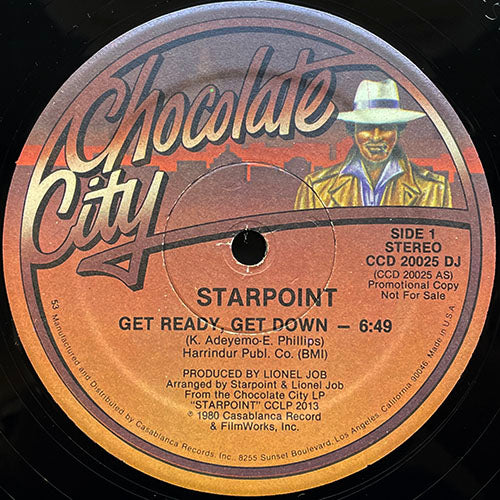 Chocolate
City
SIDE 1
STEREO
CCD 20025 DJ
(CCD 20025 AS)
Promotional Copy
Not For Sale
STARPOINT
GET READY, GET DOWN — 6:49
(K. Adeyemo-E. Phillips)
Harrindur Publ. Co. (BMI)
PRODUCED BY LIONEL JOB
Arranged by Starpoint & Lionel Job
From the Chocolate City LP
"STARPOINT" CCLP 2013
℗ 1980 Casablanca Record
& FilmWorks, Inc.
53 Manufactured and Distributed by Casablanca Records, Inc., 8255 Sunset Boulevard, Los Angeles, California 90046, Made in U.S.A.